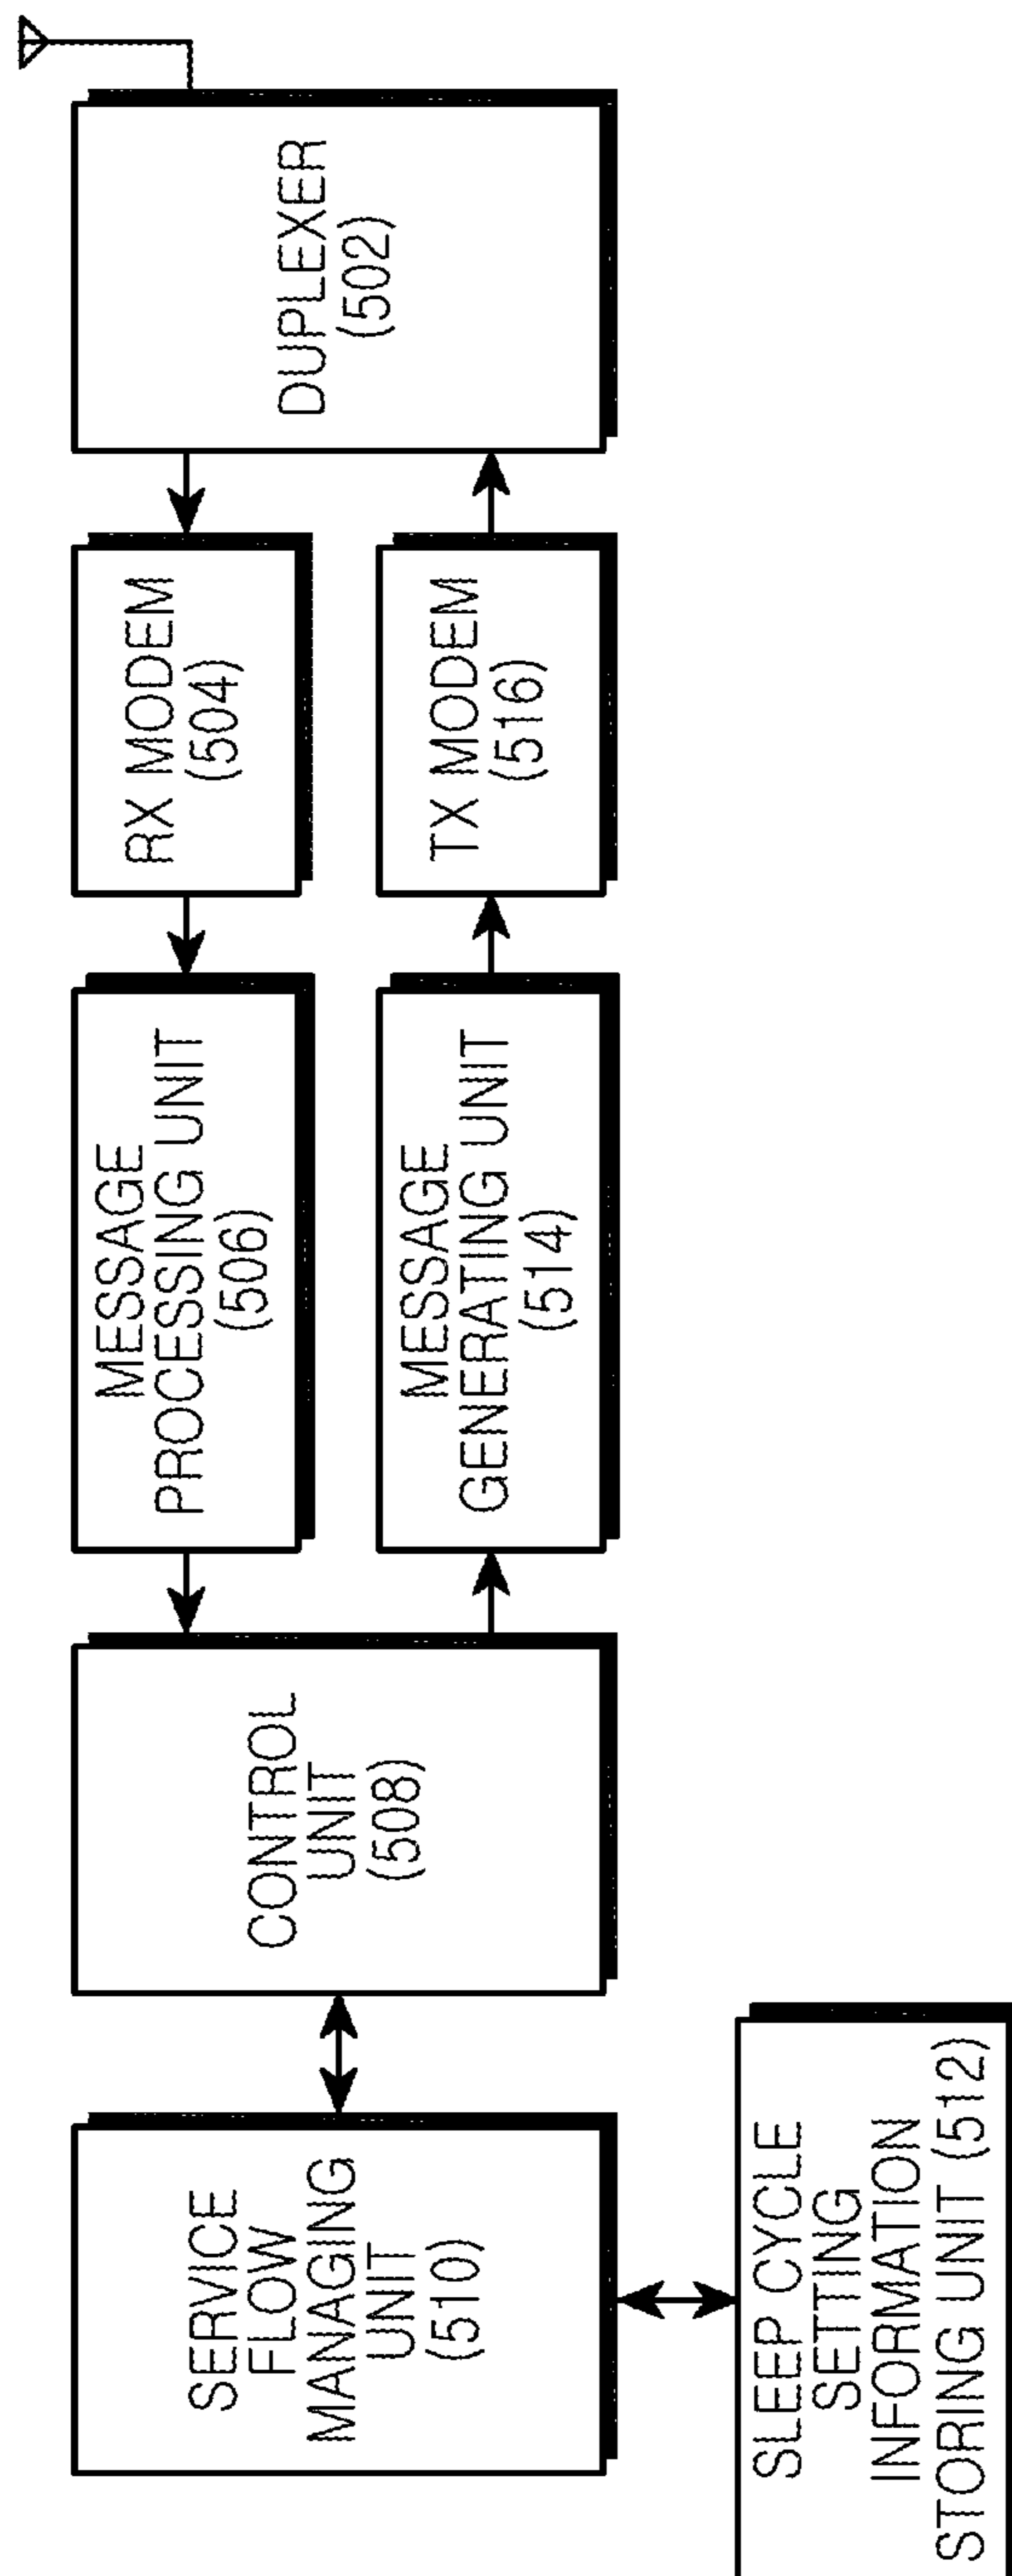 SERVICE
FLOW
MANAGING
UNIT
(510)
CONTROL
UNIT
(508)
MESSAGE
PROCESSING UNIT
(506)
RX MODEM
(504)
DUPLEXER
(502)
MESSAGE
GENERATING UNIT
(514)
TX MODEM
(516)
SLEEP CYCLE
SETTING
INFORMATION
STORING UNIT (512)